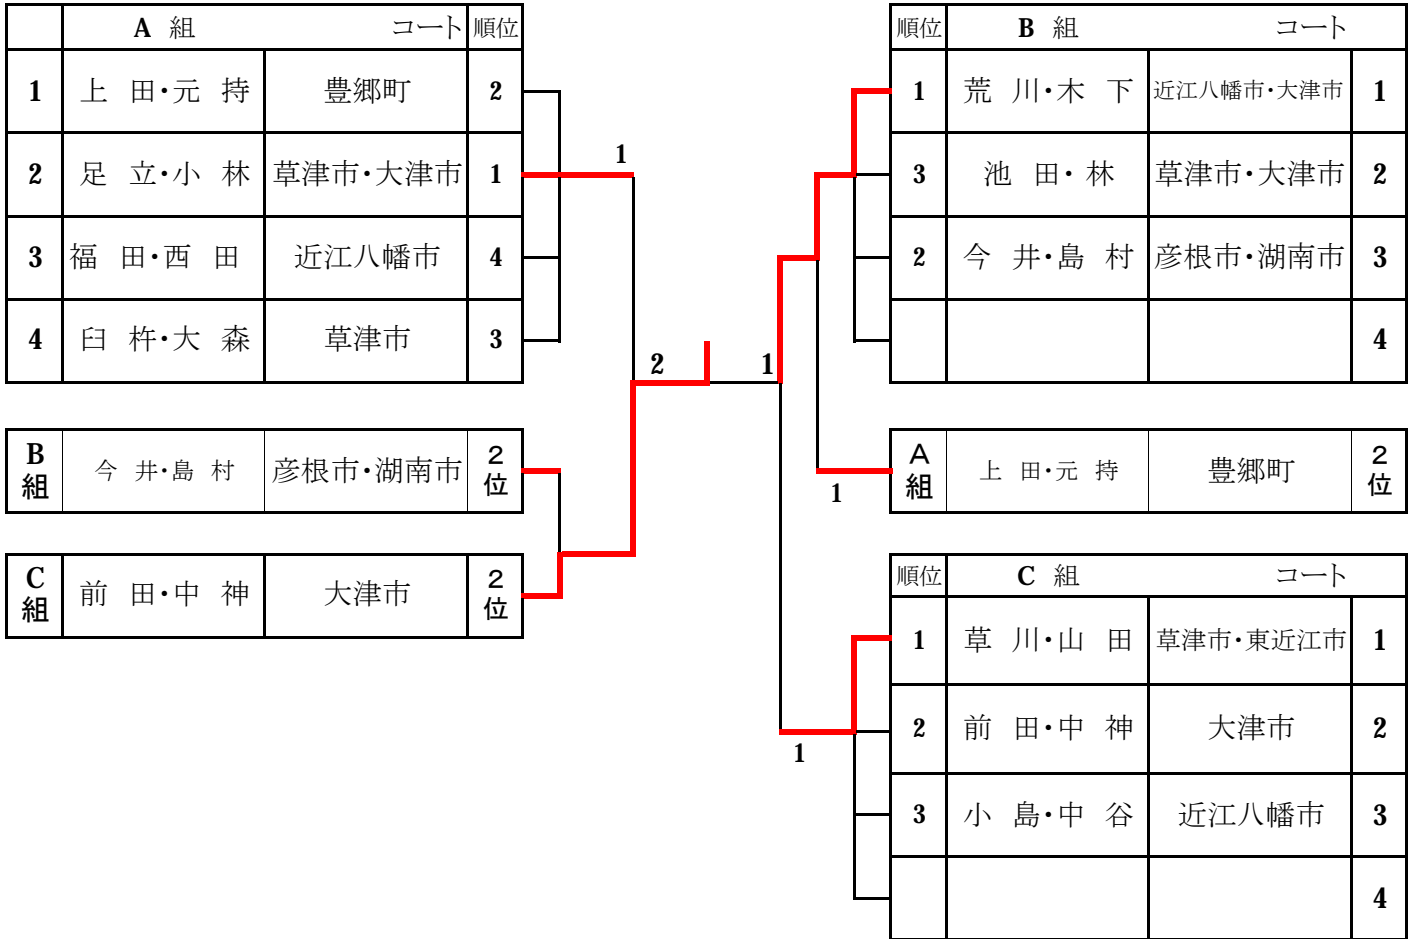 A 組 コート 順位
1 上 田・元 持 豊郷町 2
2 足 立・小 林 草津市・大津市 1
3 福 田・西 田 近江八幡市 4
4 臼 杵・大 森 草津市 3
B組 今 井・島 村 彦根市・湖南市 2位
C組 前 田・中 神 大津市 2位
1
2
1
1
1
順位 B 組 コート
1 荒 川・木 下 近江八幡市・大津市 1
3 池 田・林 草津市・大津市 2
2 今 井・島 村 彦根市・湖南市 3
4
A組 上 田・元 持 豊郷町 2位
順位 C 組 コート
1 草 川・山 田 草津市・東近江市 1
2 前 田・中 神 大津市 2
3 小 島・中 谷 近江八幡市 3
4